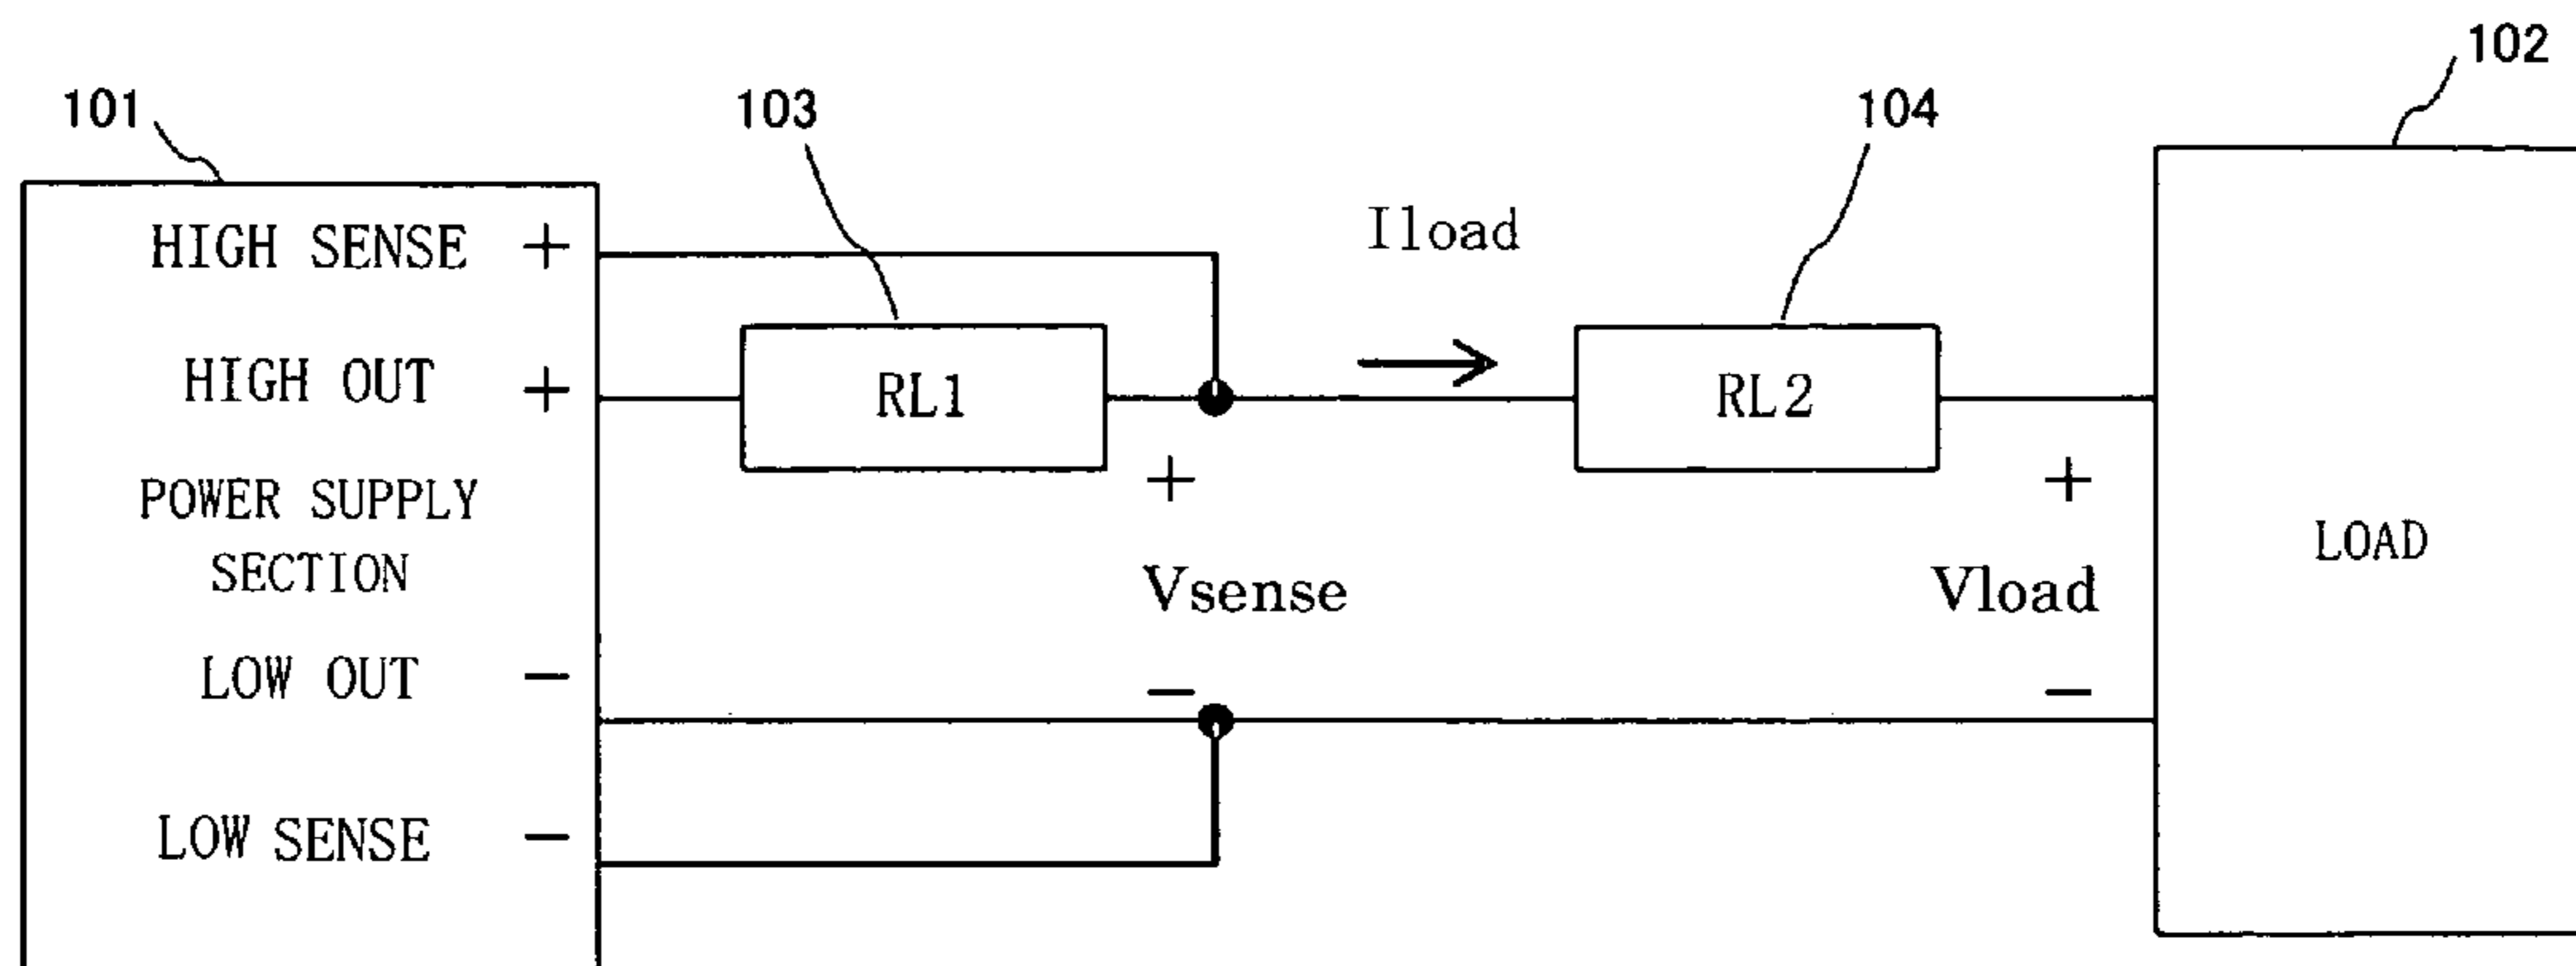 102
101
103
104
HIGH SENSE +
Iload
HIGH OUT +
RL1
RL2
POWER SUPPLY
SECTION
+
Vsense
−
+
Vload
−
LOAD
LOW OUT −
LOW SENSE −